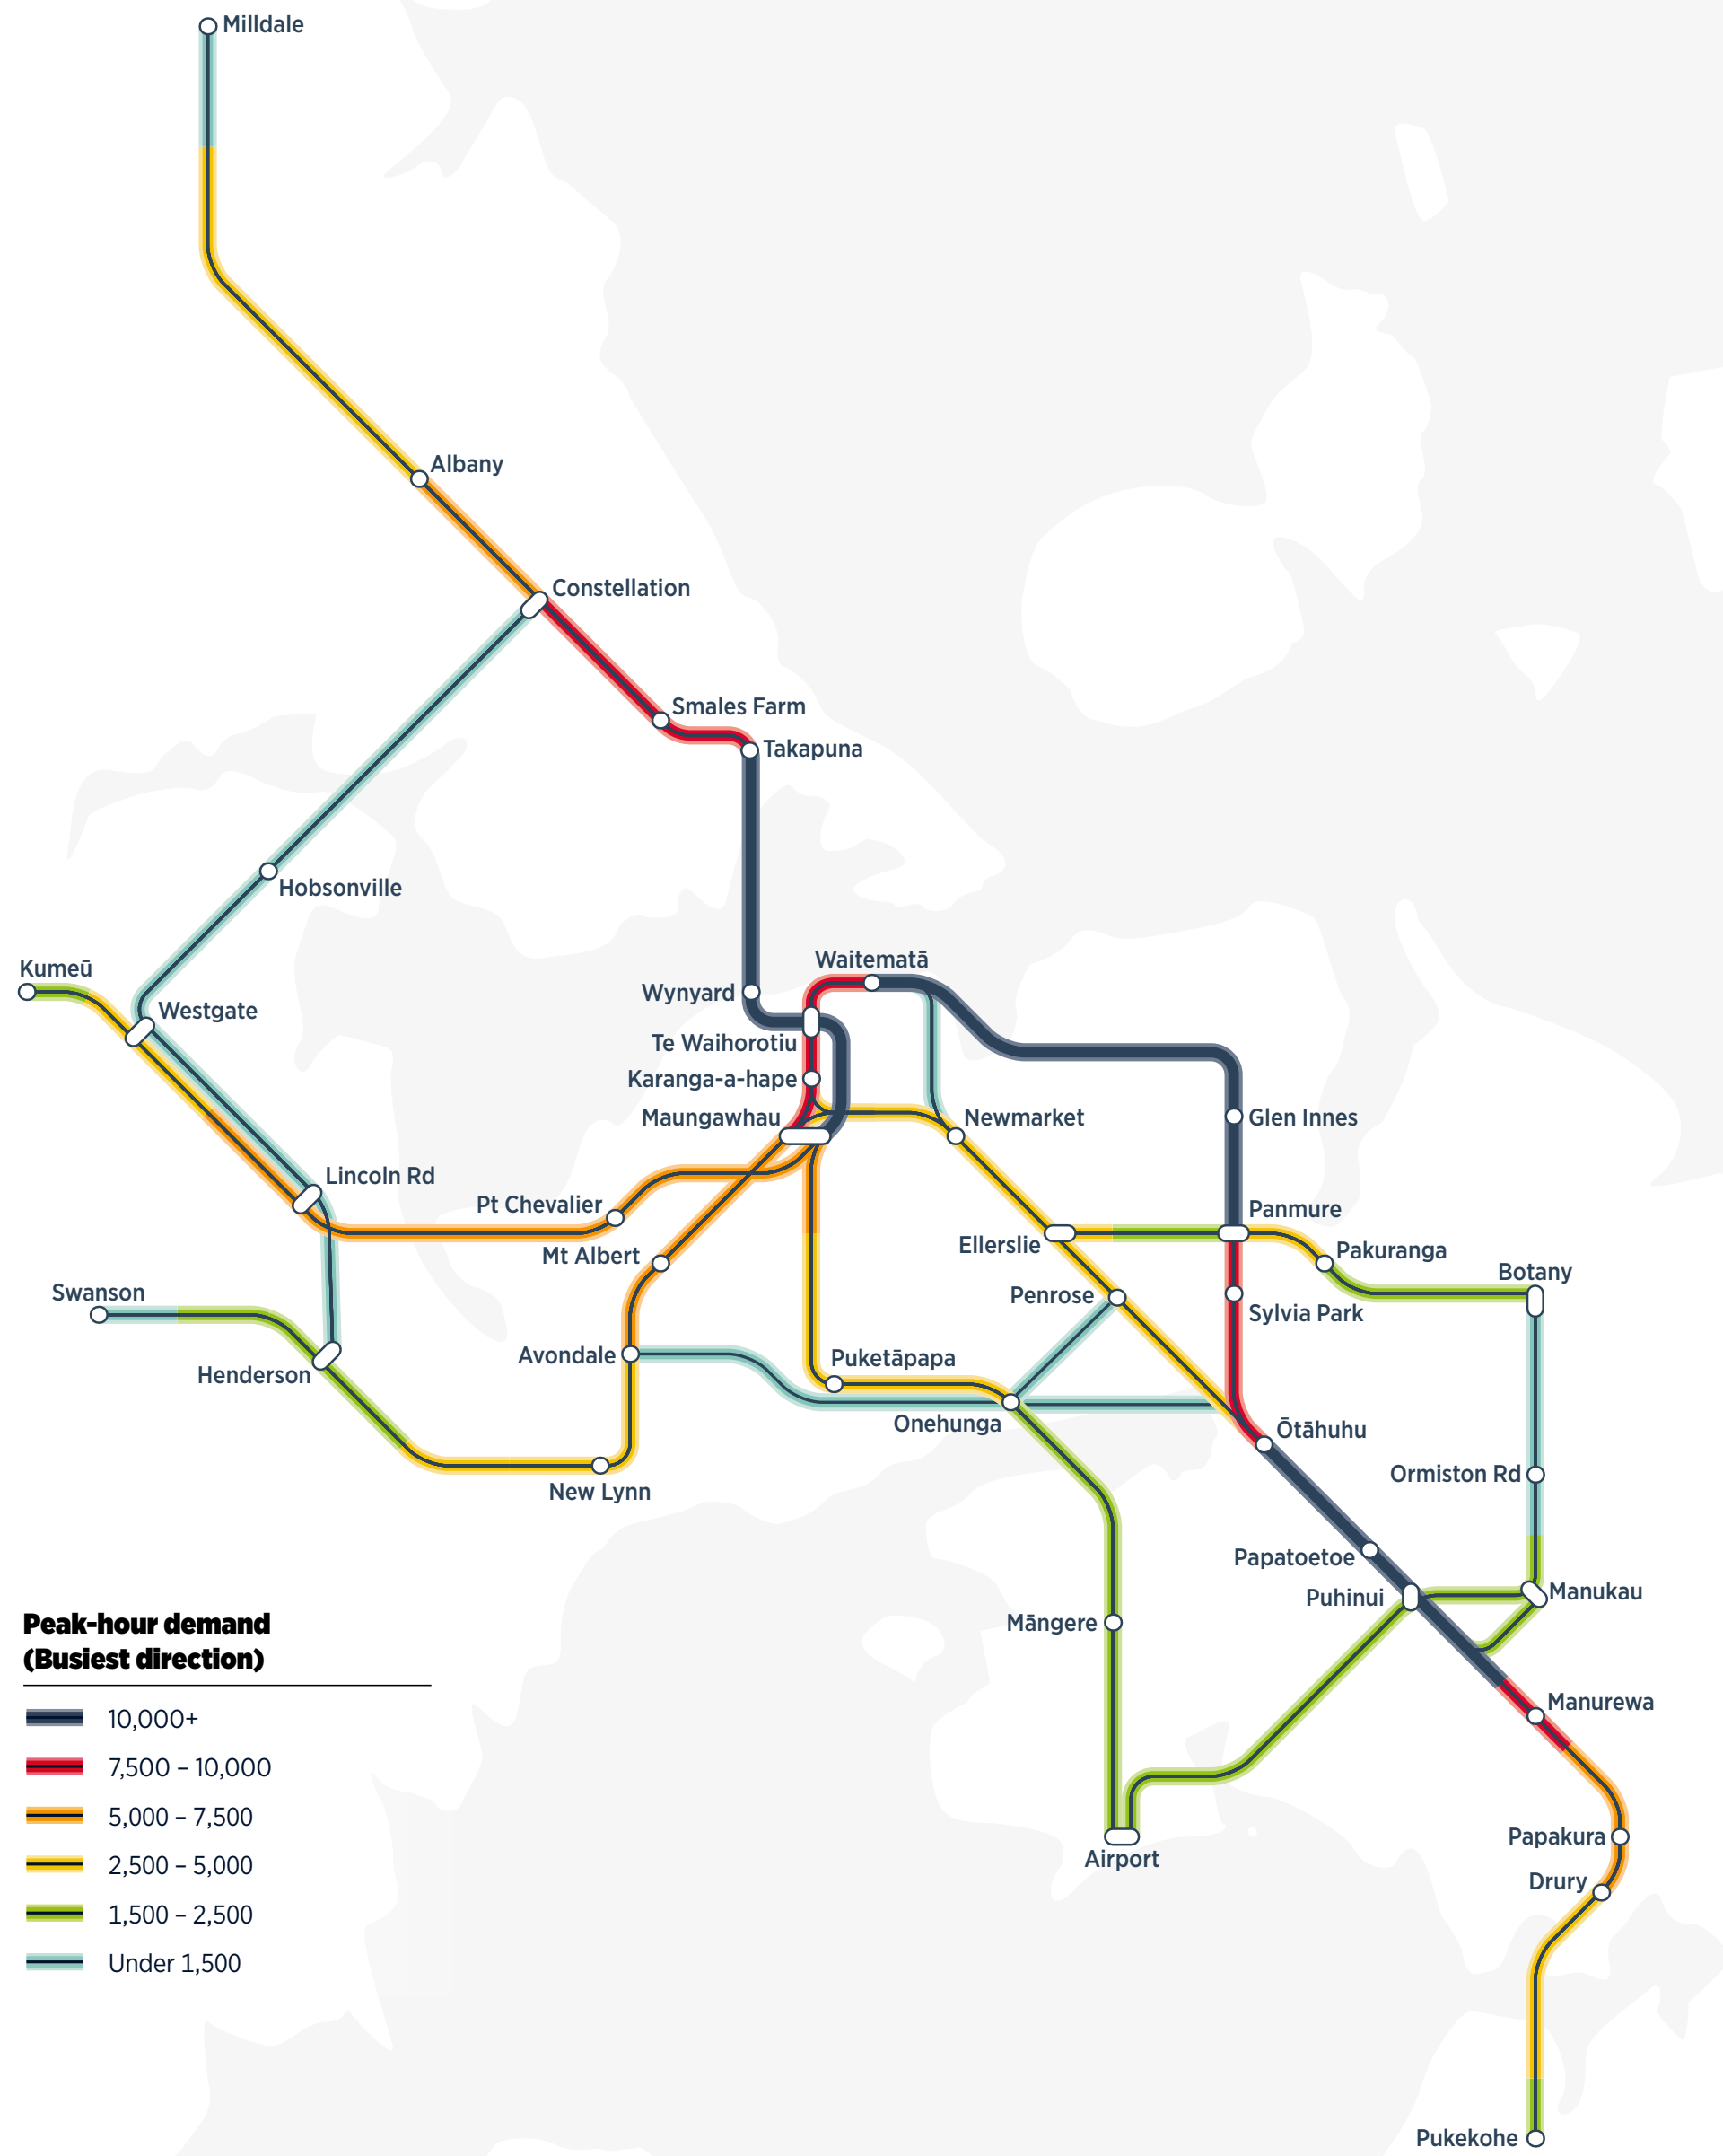 Milldale
Albany
Constellation
Smales Farm
Takapuna
Hobsonville
Kumeū
Waitematā
Wynyard
Westgate
Te Waihorotiu
Karanga-a-hape
Maungawhau
Newmarket
Glen Innes
Lincoln Rd
Pt Chevalier
Panmure
Ellerslie
Mt Albert
Pakuranga
Botany
Swanson
Penrose
Sylvia Park
Henderson
Avondale
Puketāpapa
Onehunga
Ōtāhuhu
New Lynn
Ormiston Rd
Papatoetoe
Puhinui
Manukau
Māngere
Manurewa
Airport
Papakura
Drury
Pukekohe
Peak-hour demand
(Busiest direction)
10,000+
7,500 – 10,000
5,000 – 7,500
2,500 – 5,000
1,500 – 2,500
Under 1,500